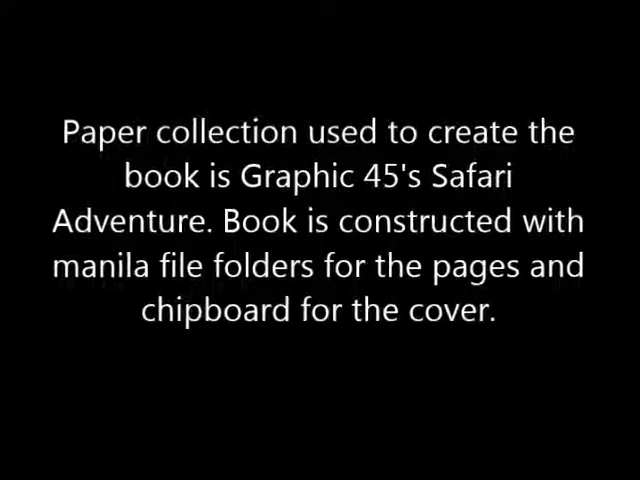 Paper collection used to create the
book is Graphic 45's Safari
Adventure. Book is constructed with
manila file folders for the pages and
chipboard for the cover.